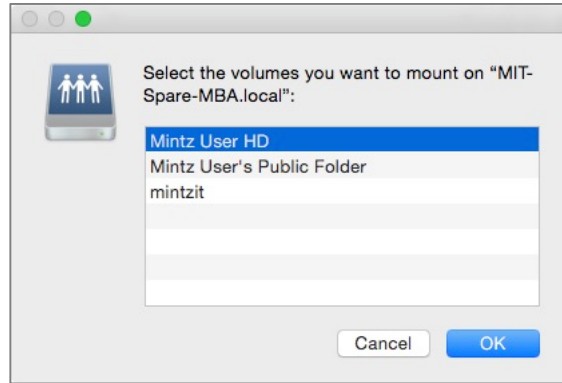 Select the volumes you want to mount on “MIT-
Spare-MBA.local”:
Mintz User HD
Mintz User's Public Folder
mintzit
Cancel
OK